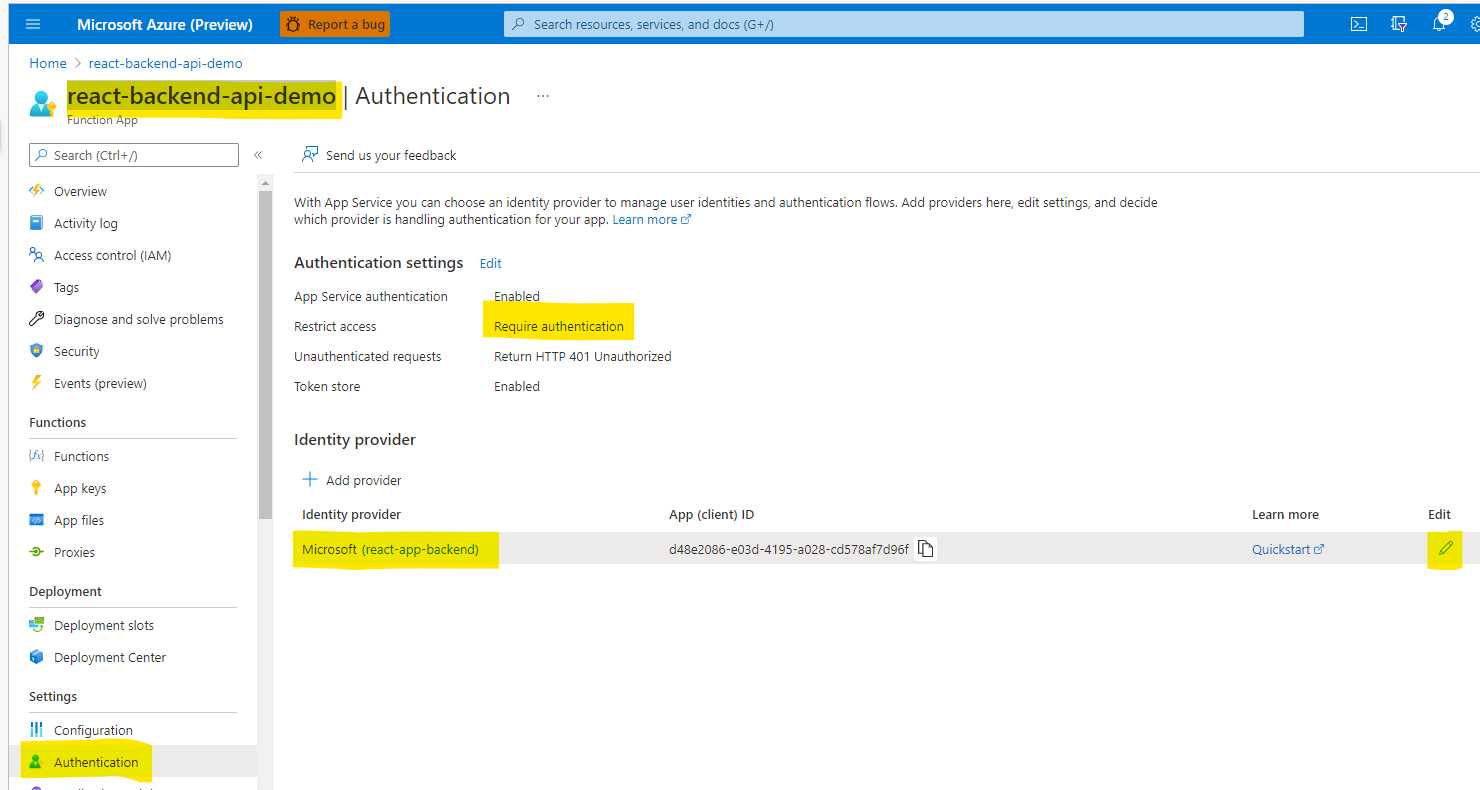 Microsoft Azure (Preview)
Report a bug
Search resources, services, and docs (G+/)
2
Home > react-backend-api-demo
react-backend-api-demo | Authentication ...
Function App
Search (Ctrl+/)
«
Overview
Activity log
Access control (IAM)
Tags
Diagnose and solve problems
Security
Events (preview)
Functions
Functions
App keys
App files
Proxies
Deployment
Deployment slots
Deployment Center
Settings
Configuration
Authentication
Send us your feedback
With App Service you can choose an identity provider to manage user identities and authentication flows. Add providers here, edit settings, and decide
which provider is handling authentication for your app. Learn more
Authentication settings Edit
App Service authentication Enabled
Restrict access Require authentication
Unauthenticated requests Return HTTP 401 Unauthorized
Token store Enabled
Identity provider
Add provider
Identity provider App (client) ID Learn more Edit
Microsoft (react-app-backend) d48e2086-e03d-4195-a028-cd578af7d96f Quickstart